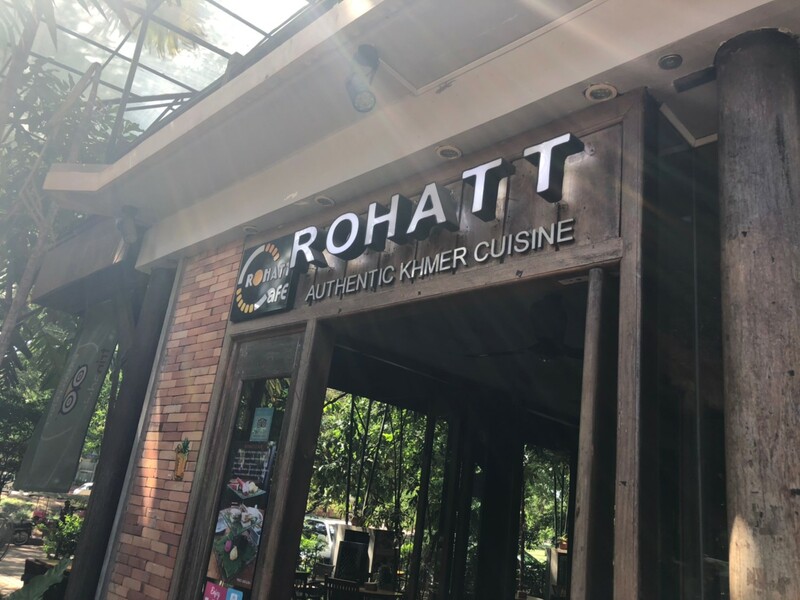 ROHATT
AUTHENTIC KHMER CUISINE
ROHATT
Cafe